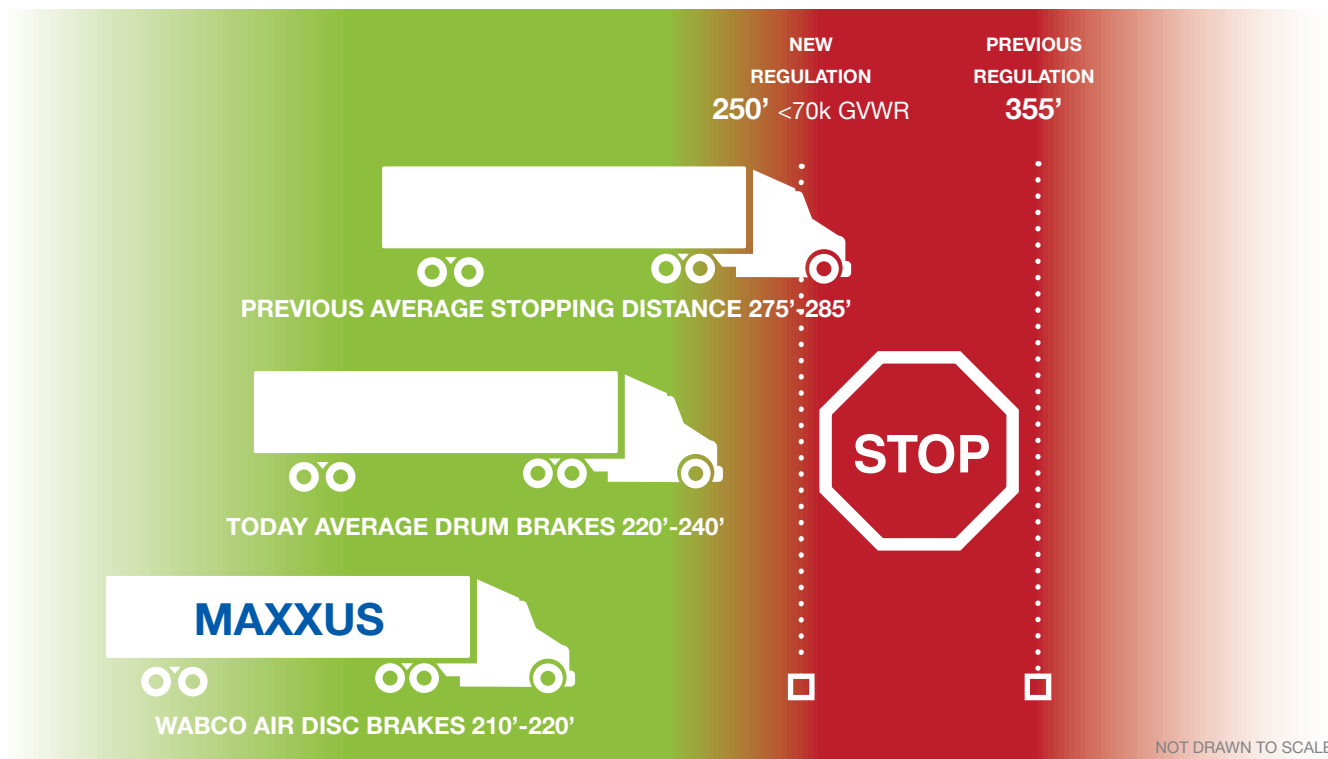 NEW
REGULATION
250’ <70k GVWR
PREVIOUS
REGULATION
355’
PREVIOUS AVERAGE STOPPING DISTANCE 275’-285’
TODAY AVERAGE DRUM BRAKES 220’-240’
STOP
MAXXUS
WABCO AIR DISC BRAKES 210’-220’
NOT DRAWN TO SCALE